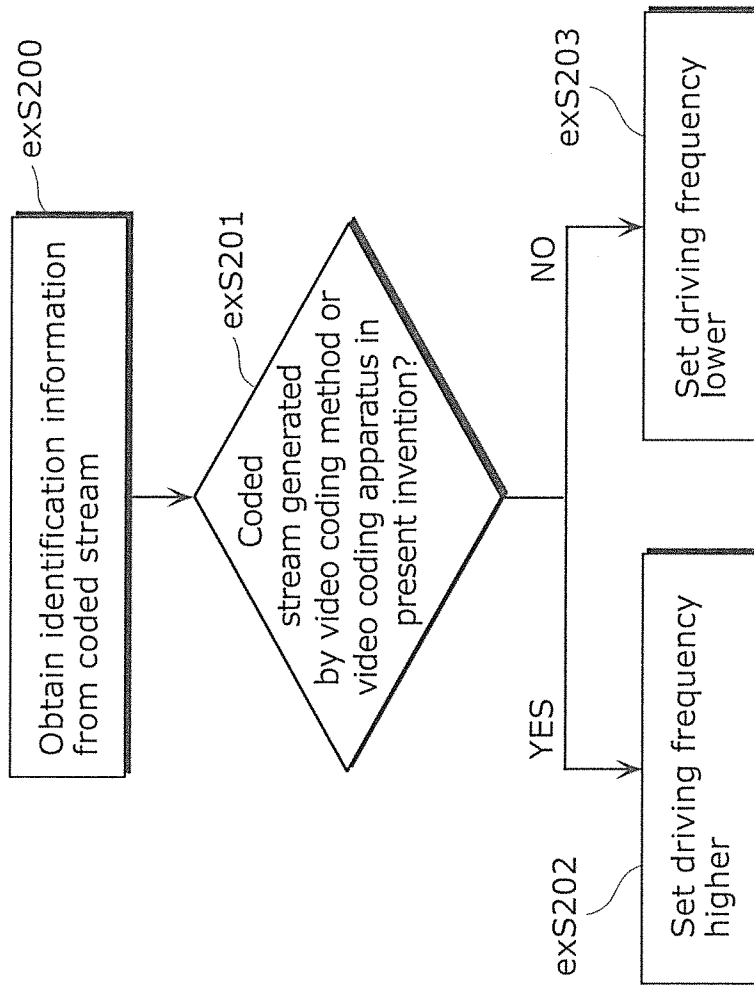 exS200
Obtain identification information
from coded stream
exS201
Coded
stream generated
by video coding method or
video coding apparatus in
present invention?
YES
NO
exS202
Set driving frequency
higher
exS203
Set driving frequency
lower